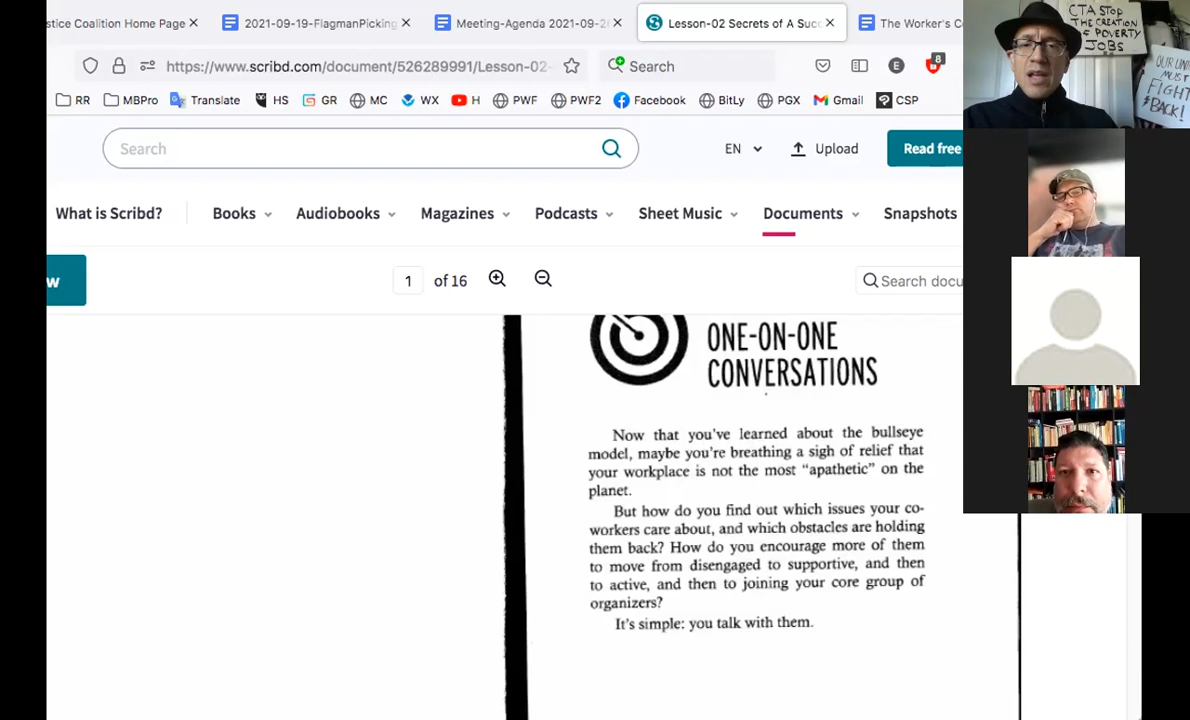 stice Coalition Home Page
2021-09-19-FlagmanPicking
Meeting-Agenda 2021-09-2
Lesson-02 Secrets of A Succ
The Worker's Co
https://www.scribd.com/document/526289991/Lesson-02-
Search
E
8
RR
MBPro
Translate
HS
GR
MC
WX
H
PWF
PWF2
Facebook
BitLy
PGX
Gmail
CSP
Search
EN
Upload
Read free
What is Scribd?
Books
Audiobooks
Magazines
Podcasts
Sheet Music
Documents
Snapshots
w
1 of 16
Search docu
ONE-ON-ONE
CONVERSATIONS
Now that you've learned about the bullseye
model, maybe you're breathing a sigh of relief that
your workplace is not the most "apathetic" on the
planet.
But how do you find out which issues your co-
workers care about, and which obstacles are holding
them back? How do you encourage more of them
to move from disengaged to supportive, and then
to active, and then to joining your core group of
organizers?
It's simple: you talk with them.
CTA STOP
THE CREATION
OF POVERTY
JOBS
OUR UNI
MUST
FIGHT
BACK!